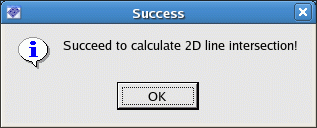 Success
Succeed to calculate 2D line intersection!
OK